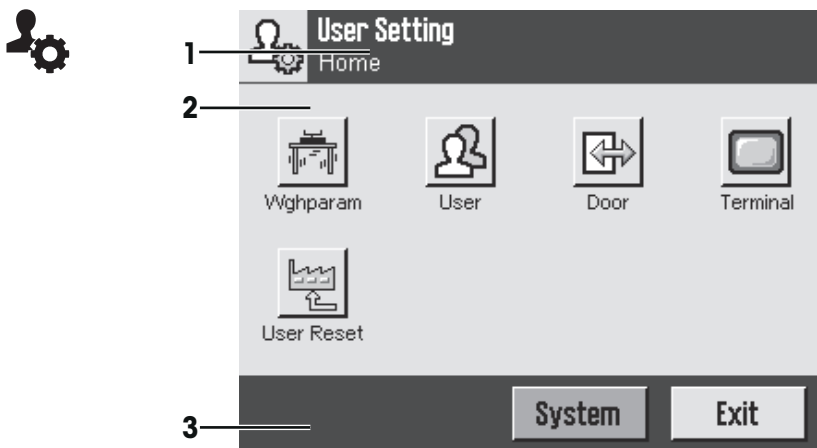 User Setting
1
Home
2
Wghparam User Door Terminal
User Reset
3
System Exit